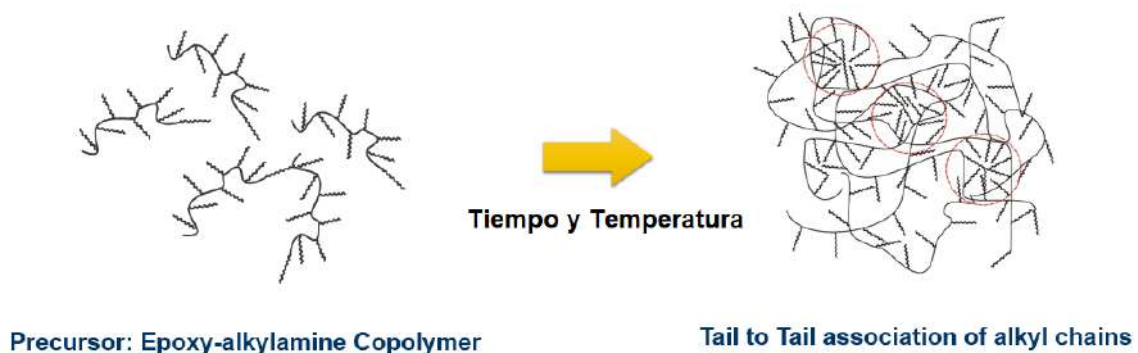 Tiempo y Temperatura
Precursor: Epoxy-alkylamine Copolymer
Tail to Tail association of alkyl chains